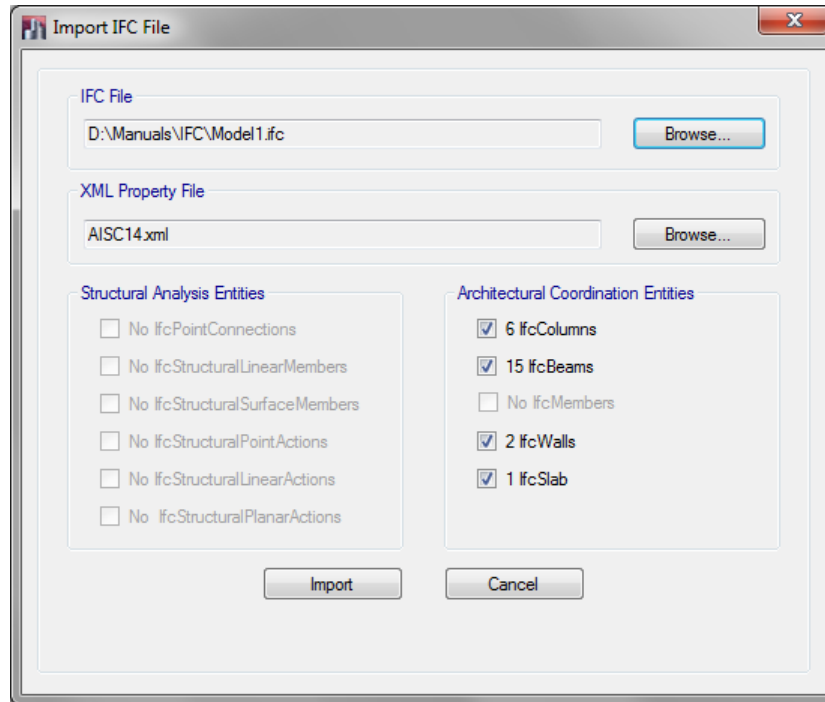 Import IFC File
IFC File
D:\Manuals\IFC\Model1.ifc
Browse...
XML Property File
AISC14.xml
Browse...
Structural Analysis Entities
No IfcPointConnections
No IfcStructuralLinearMembers
No IfcStructuralSurfaceMembers
No IfcStructuralPointActions
No IfcStructuralLinearActions
No IfcStructuralPlanarActions
Architectural Coordination Entities
6 IfcColumns
15 IfcBeams
No IfcMembers
2 IfcWalls
1 IfcSlab
Import
Cancel